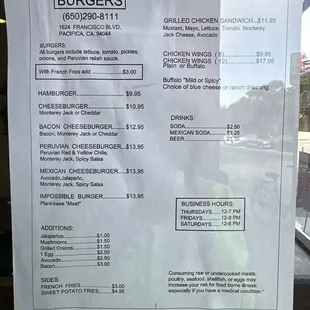 BURGERS
(650)290-8111
1624 FRANCISCO BLVD,
PACIFICA, CA. 94044
BURGERS:
All burgers include lettuce, tomato, pickles,
onions, and Peruvian relish sauce.
With French Fries add $3.00
HAMBURGER $9.95
CHEESEBURGER $10.95
Monterey Jack or Cheddar
BACON CHEESEBURGER $12.95
Bacon, Monterey Jack or Cheddar
PERUVIAN CHEESEBURGER $13.95
Peruvian Red & Yellow Chilis,
Monterey Jack, Spicy Salsa
MEXICAN CHEESEBURGER $13.95
Avocado, Jalapeño,
Monterey Jack, Spicy Salsa
IMPOSSIBLE BURGER $13.95
Plant-base "Meat"
ADDITIONS:
Jalapeños $1.00
Mushrooms $1.50
Grilled Onions $1.50
1 Egg $2.00
Avocado $2.50
Bacon $3.00
SIDES:
FRENCH FRIES $3.00
SWEET POTATO FRIES $4.95
GRILLED CHICKEN SANDWICH $11.95
Mustard, Mayo, Lettuce, Tomato, Monterey
Jack Cheese, Avocado
CHICKEN WINGS (6) $9.95
CHICKEN WINGS (12) $17.95
Plain or Buffalo
Buffalo "Mild or Spicy"
Choice of blue cheese or ranch dressing
DRINKS:
SODA
MEXICAN SODA
BEER
BUSINESS HOURS:
THURSDAYS 12-7 PM
FRIDAYS 12-8 PM
SATURDAYS 12-8 PM
Consuming raw or undercooked meats,
poultry, seafood, shellfish, or eggs may
increase your risk for food borne illness;
especially if you have a medical condition."